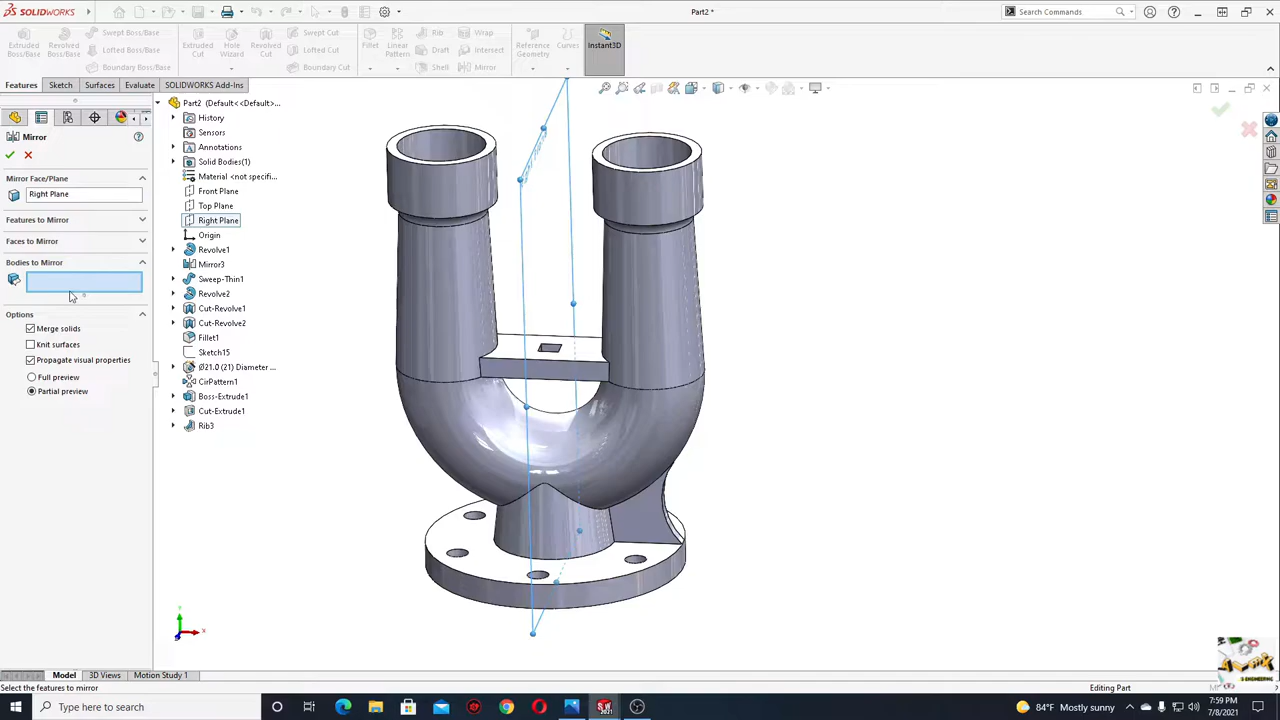 SOLIDWORKS
Part2 *
Search Commands
Extruded Boss/Base
Revolved Boss/Base
Swept Boss/Base
Lofted Boss/Base
Boundary Boss/Base
Extruded Cut
Hole Wizard
Revolved Cut
Swept Cut
Lofted Cut
Boundary Cut
Fillet
Linear Pattern
Rib
Draft
Shell
Wrap
Intersect
Mirror
Reference Geometry
Curves
Instant3D
Features
Sketch
Surfaces
Evaluate
SOLIDWORKS Add-Ins
Mirror
Mirror Face/Plane
Right Plane
Features to Mirror
Faces to Mirror
Bodies to Mirror
Options
Merge solids
Knit surfaces
Propagate visual properties
Full preview
Partial preview
Part2 (Default<<Default>...
History
Sensors
Annotations
Solid Bodies(1)
Material <not specifi...
Front Plane
Top Plane
Right Plane
Origin
Revolve1
Mirror3
Sweep-Thin1
Revolve2
Cut-Revolve1
Cut-Revolve2
Fillet1
Sketch15
Ø21.0 (21) Diameter ...
CirPattern1
Boss-Extrude1
Cut-Extrude1
Rib3
Y
X
Z
Model
3D Views
Motion Study 1
Select the features to mirror
Editing Part
Type here to search
84°F Mostly sunny
7:59 PM
7/8/2021